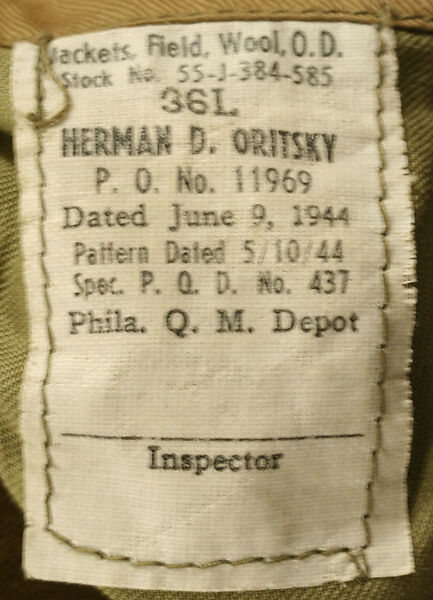 Jackets, Field, Wool, O.D.
Stock No. 55-J-384-585
36L
HERMAN D. ORITSKY
P. O. No. 11969
Dated June 9, 1944
Pattern Dated 5/10/44
Spec. P. Q. D. No. 437
Phila. Q. M. Depot
Inspector